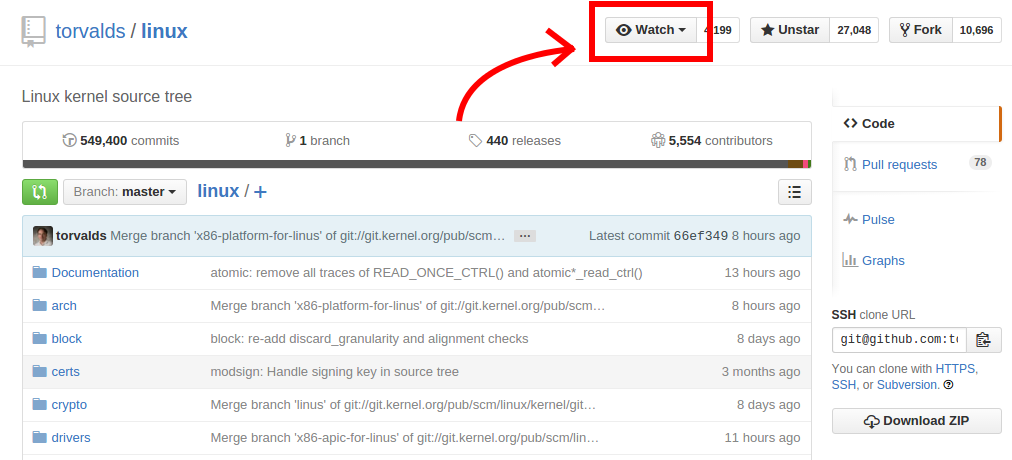 torvalds / linux
Watch 4,199 Unstar 27,048 Fork 10,696
Linux kernel source tree
549,400 commits 1 branch 440 releases 5,554 contributors
Branch: master linux / +
torvalds Merge branch 'x86-platform-for-linus' of git://git.kernel.org/pub/scm… … Latest commit 66ef349 8 hours ago
Documentation atomic: remove all traces of READ_ONCE_CTRL() and atomic*_read_ctrl() 13 hours ago
arch Merge branch 'x86-platform-for-linus' of git://git.kernel.org/pub/scm… 8 hours ago
block block: re-add discard_granularity and alignment checks 8 days ago
certs modsign: Handle signing key in source tree 3 months ago
crypto Merge branch 'linus' of git://git.kernel.org/pub/scm/linux/kernel/git… 8 days ago
drivers Merge branch 'x86-apic-for-linus' of git://git.kernel.org/pub/scm/lin… 11 hours ago
Code
Pull requests 78
Pulse
Graphs
SSH clone URL
git@github.com:to
You can clone with HTTPS,
SSH, or Subversion.
Download ZIP